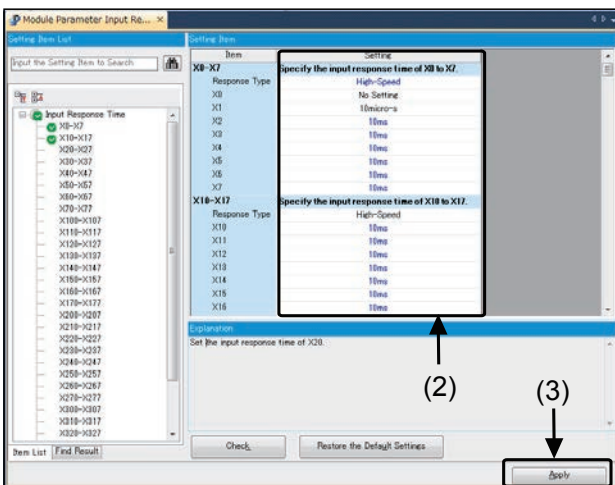 Module Parameter Input Re... ×
Setting Item List
Setting Item
Input the Setting Item to Search
Item Setting
X0-X7 Specify the input response time of X0 to X7.
Response Type High-Speed
X0 No Setting
X1 10micro-s
X2 10ms
X3 10ms
X4 10ms
X5 10ms
X6 10ms
X7 10ms
X10-X17 Specify the input response time of X10 to X17.
Response Type High-Speed
X10 10ms
X11 10ms
X12 10ms
X13 10ms
X14 10ms
X15 10ms
X16 10ms
Input Response Time
X0-X7
X10-X17
X20-X27
X30-X37
X40-X47
X50-X57
X60-X67
X70-X77
X100-X107
X110-X117
X120-X127
X130-X137
X140-X147
X150-X157
X160-X167
X170-X177
X200-X207
X210-X217
X220-X227
X230-X237
X240-X247
X250-X257
X260-X267
X270-X277
X300-X307
X310-X317
X320-X327
Item List Find Result
Explanation
Set the input response time of X20.
(2)
(3)
Check
Restore the Default Settings
Apply